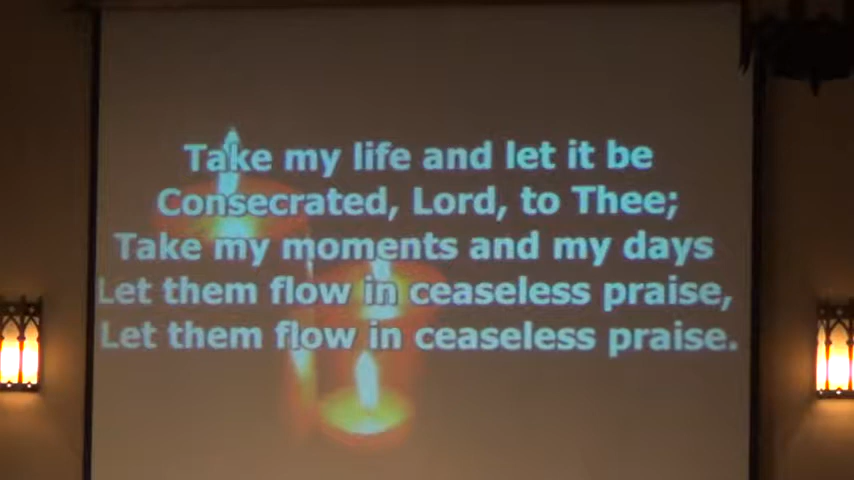 Take my life and let it be
Consecrated, Lord, to Thee;
Take my moments and my days
Let them flow in ceaseless praise,
Let them flow in ceaseless praise.